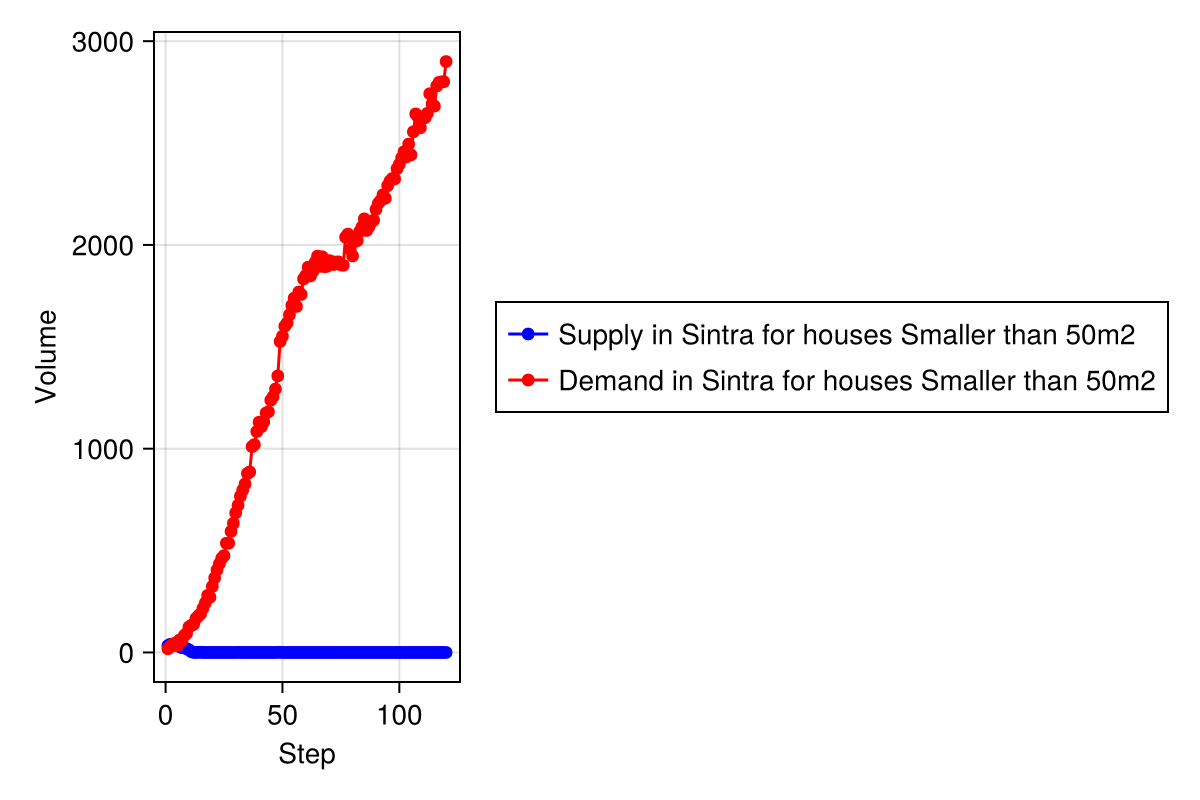 3000
2000
1000
0
Volume
0 50 100
Step
Supply in Sintra for houses Smaller than 50m2
Demand in Sintra for houses Smaller than 50m2